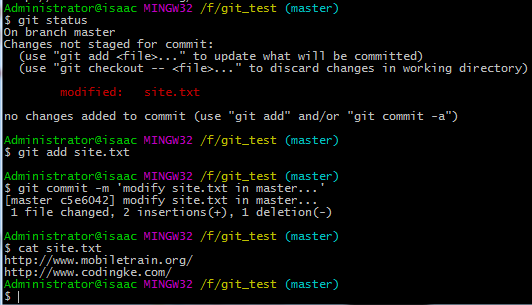 Administrator@isaac MINGW32 /f/git_test (master)
$ git status
On branch master
Changes not staged for commit:
  (use "git add <file>..." to update what will be committed)
  (use "git checkout -- <file>..." to discard changes in working directory)

        modified:   site.txt

no changes added to commit (use "git add" and/or "git commit -a")

Administrator@isaac MINGW32 /f/git_test (master)
$ git add site.txt

Administrator@isaac MINGW32 /f/git_test (master)
$ git commit -m 'modify site.txt in master...'
[master c5e6042] modify site.txt in master...
 1 file changed, 2 insertions(+), 1 deletion(-)

Administrator@isaac MINGW32 /f/git_test (master)
$ cat site.txt
http://www.mobiletrain.org/
http://www.codingke.com/
Administrator@isaac MINGW32 /f/git_test (master)
$